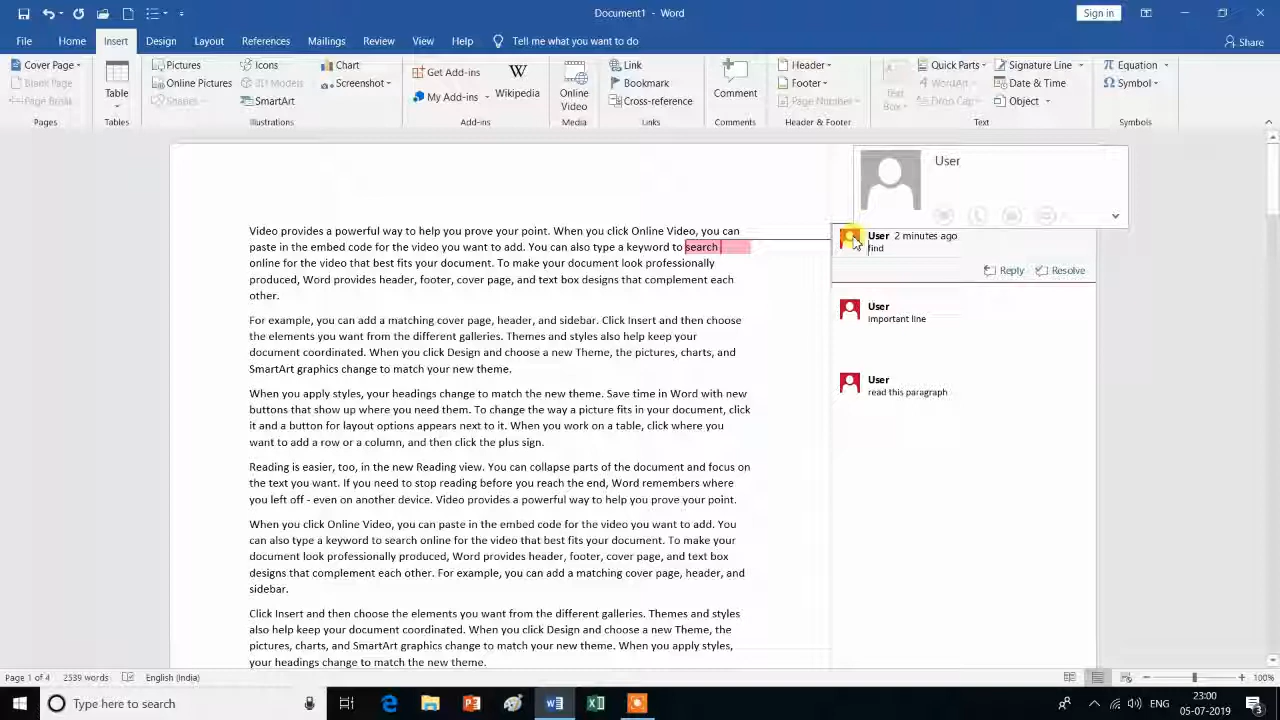 Document1 - Word
Sign in
File Home Insert Design Layout References Mailings Review View Help Tell me what you want to do Share
Cover Page
Blank Page
Page Break
Pages
Table
Tables
Pictures
Online Pictures
Shapes
Icons
3D Models
SmartArt
Chart
Screenshot
Illustrations
Get Add-ins
My Add-ins
Wikipedia
Add-ins
Online
Video
Media
Link
Bookmark
Cross-reference
Links
Comment
Comments
Header
Footer
Page Number
Header & Footer
Text
Box
Quick Parts
WordArt
Drop Cap
Signature Line
Date & Time
Object
Text
Equation
Symbol
Symbols
Video provides a powerful way to help you prove your point. When you click Online Video, you can
paste in the embed code for the video you want to add. You can also type a keyword to search
online for the video that best fits your document. To make your document look professionally
produced, Word provides header, footer, cover page, and text box designs that complement each
other.
For example, you can add a matching cover page, header, and sidebar. Click Insert and then choose
the elements you want from the different galleries. Themes and styles also help keep your
document coordinated. When you click Design and choose a new Theme, the pictures, charts, and
SmartArt graphics change to match your new theme.
When you apply styles, your headings change to match the new theme. Save time in Word with new
buttons that show up where you need them. To change the way a picture fits in your document, click
it and a button for layout options appears next to it. When you work on a table, click where you
want to add a row or a column, and then click the plus sign.
Reading is easier, too, in the new Reading view. You can collapse parts of the document and focus on
the text you want. If you need to stop reading before you reach the end, Word remembers where
you left off - even on another device. Video provides a powerful way to help you prove your point.
When you click Online Video, you can paste in the embed code for the video you want to add. You
can also type a keyword to search online for the video that best fits your document. To make your
document look professionally produced, Word provides header, footer, cover page, and text box
designs that complement each other. For example, you can add a matching cover page, header, and
sidebar.
Click Insert and then choose the elements you want from the different galleries. Themes and styles
also help keep your document coordinated. When you click Design and choose a new Theme, the
pictures, charts, and SmartArt graphics change to match your new theme. When you apply styles,
your headings change to match the new theme.
User
User 2 minutes ago
find
Reply Resolve
User
important line
User
read this paragraph
Page 1 of 4 2539 words English (India) 100%
Type here to search
ENG
23:00
05-07-2019
3